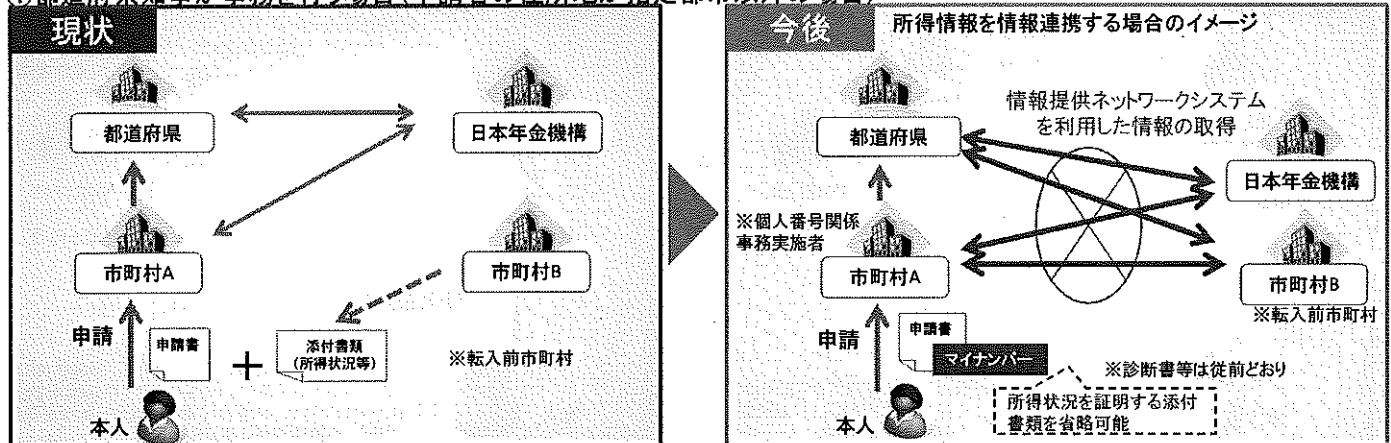 現状
都道府県
日本年金機構
市町村A
市町村B
申請
申請書
+
添付書類
(所得状況等)
※転入前市町村
本人
今後
所得情報を情報連携する場合のイメージ
情報提供ネットワークシステム
を利用した情報の取得
都道府県
日本年金機構
※個人番号関係
事務実施者
市町村A
市町村B
※転入前市町村
申請
申請書
マイナンバー
※診断書等は従前どおり
所得状況を証明する添付
書類を省略可能
本人